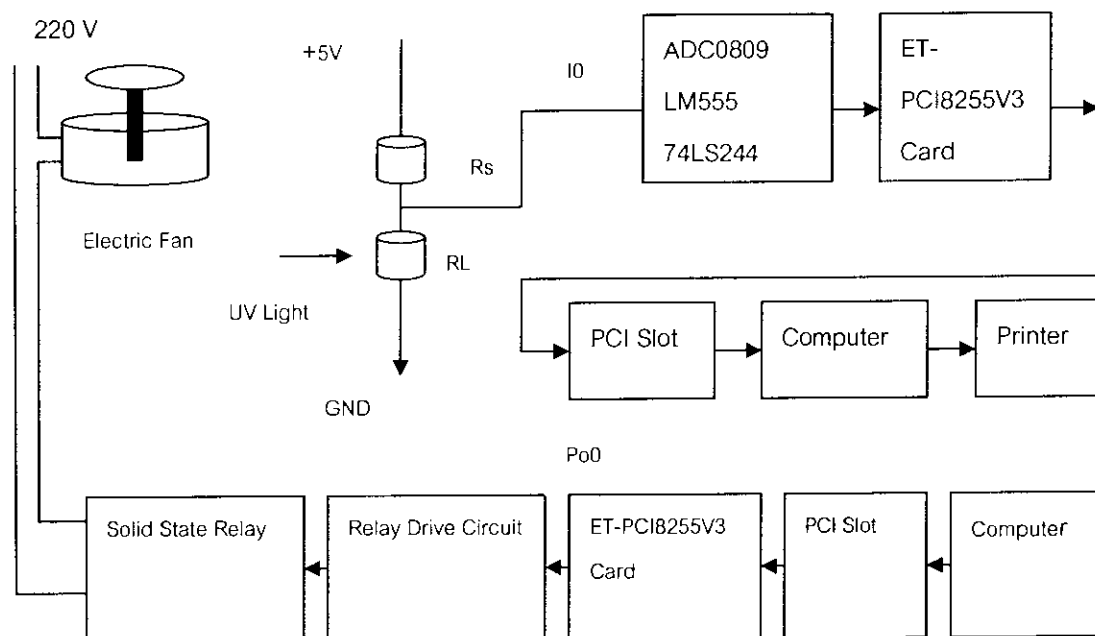 220 V
+5V
I0
ADC0809
LM555
74LS244
ET-
PCI8255V3
Card
Rs
Electric Fan
RL
UV Light
GND
PCI Slot
Computer
Printer
Po0
Solid State Relay
Relay Drive Circuit
ET-PCI8255V3
Card
PCI Slot
Computer